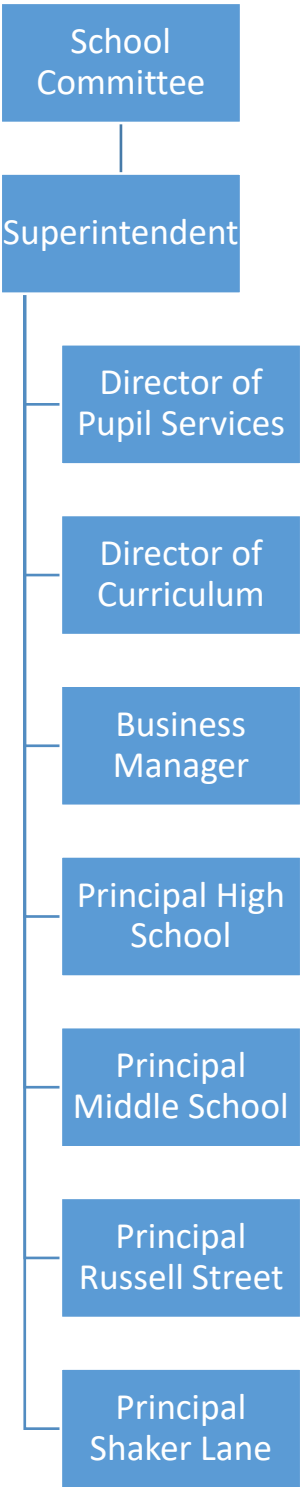 School
Committee
Superintendent
Director of
Pupil Services
Director of
Curriculum
Business
Manager
Principal High
School
Principal
Middle School
Principal
Russell Street
Principal
Shaker Lane